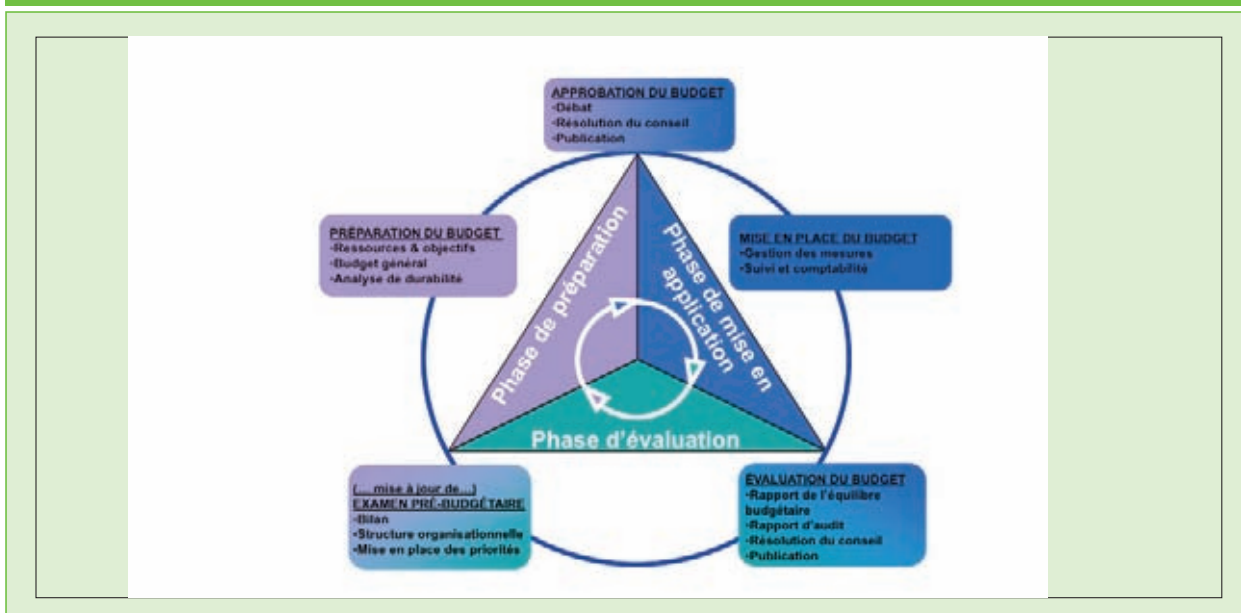 APPROBATION DU BUDGET
•Débat
•Résolution du conseil
•Publication
PRÉPARATION DU BUDGET
•Ressources & objectifs
•Budget général
•Analyse de durabilité
MISE EN PLACE DU BUDGET
•Gestion des mesures
•Suivi et comptabilité
Phase de préparation
Phase de mise en
application
Phase d'évaluation
(... mise à jour de...)
EXAMEN PRÉ-BUDGÉTAIRE
•Bilan
•Structure organisationnelle
•Mise en place des priorités
ÉVALUATION DU BUDGET
•Rapport de l'équilibre
budgétaire
•Rapport d'audit
•Résolution du conseil
•Publication